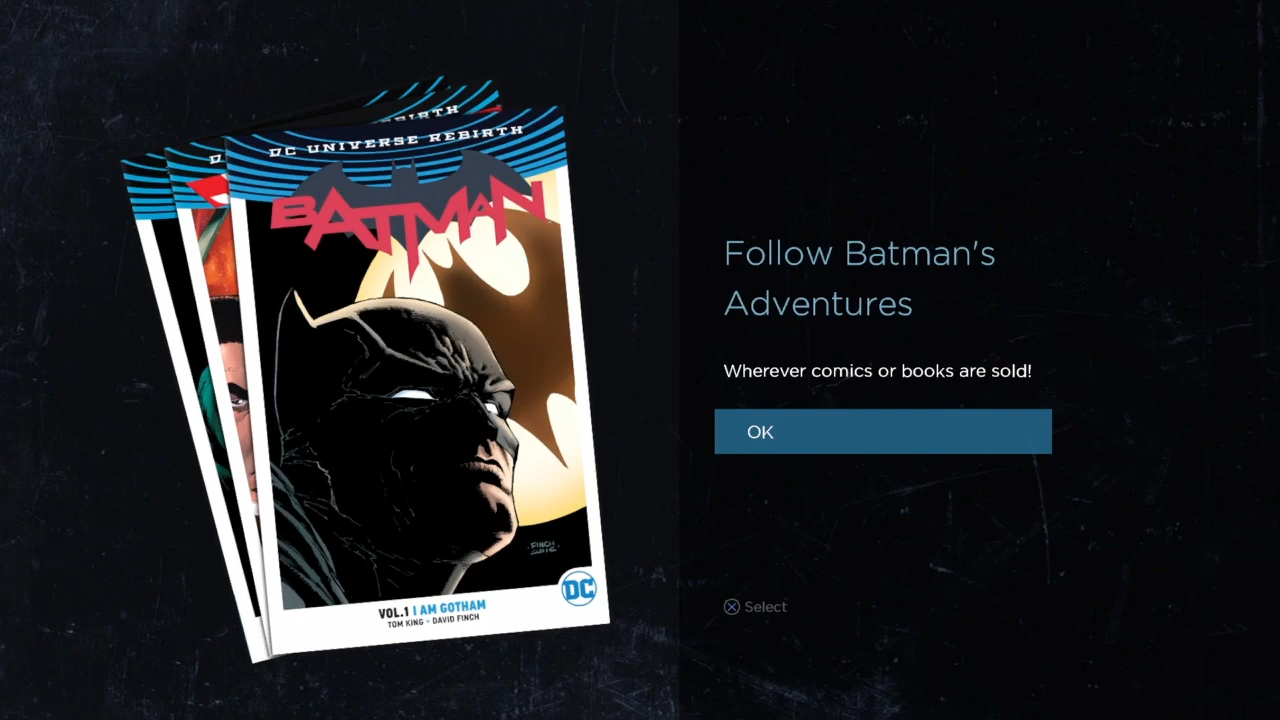 EBIRTH
D
DC UNIVERSE REBIRTH
BATMAN
FINCH
2016
DC
VOL.1 I AM GOTHAM
TOM KING • DAVID FINCH
Follow Batman's
Adventures
Wherever comics or books are sold!
OK
Select